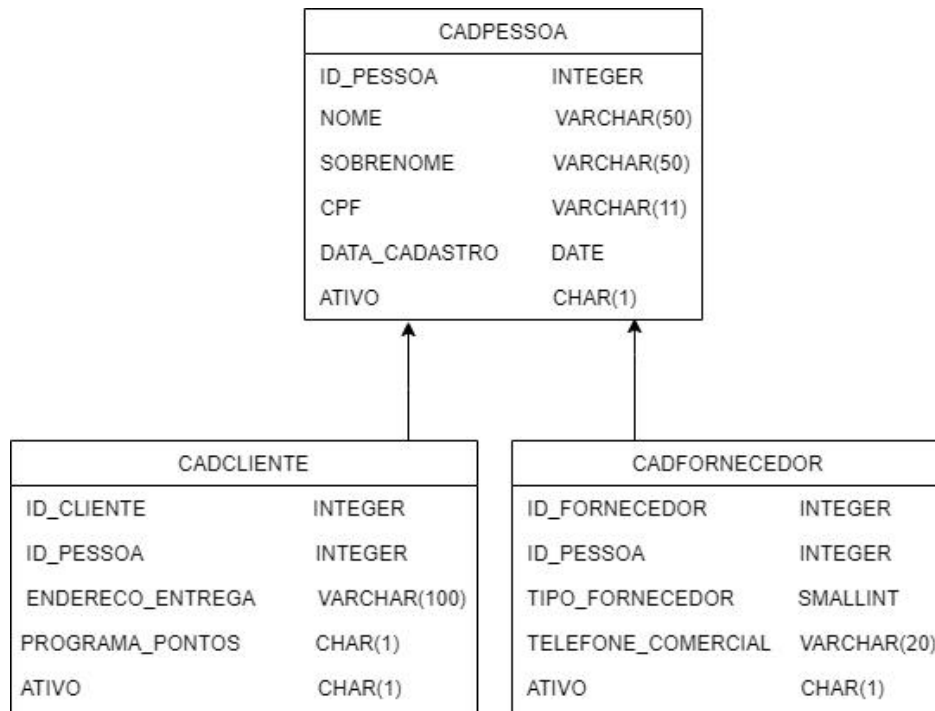 CADPESSOA
ID_PESSOA INTEGER
NOME VARCHAR(50)
SOBRENOME VARCHAR(50)
CPF VARCHAR(11)
DATA_CADASTRO DATE
ATIVO CHAR(1)
CADCLIENTE
ID_CLIENTE INTEGER
ID_PESSOA INTEGER
ENDERECO_ENTREGA VARCHAR(100)
PROGRAMA_PONTOS CHAR(1)
ATIVO CHAR(1)
CADFORNECEDOR
ID_FORNECEDOR INTEGER
ID_PESSOA INTEGER
TIPO_FORNECEDOR SMALLINT
TELEFONE_COMERCIAL VARCHAR(20)
ATIVO CHAR(1)